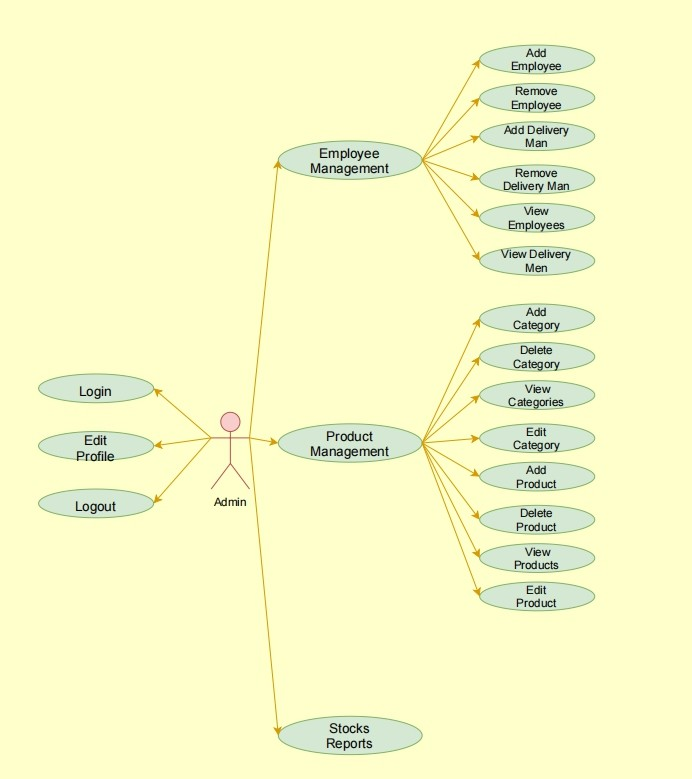 Add
Employee
Remove
Employee
Add Delivery
Man
Employee
Management
Remove
Delivery Man
View
Employees
View Delivery
Men
Add
Category
Delete
Category
Login
View
Categories
Edit
Profile
Product
Management
Edit
Category
Add
Product
Logout
Admin
Delete
Product
View
Products
Edit
Product
Stocks
Reports